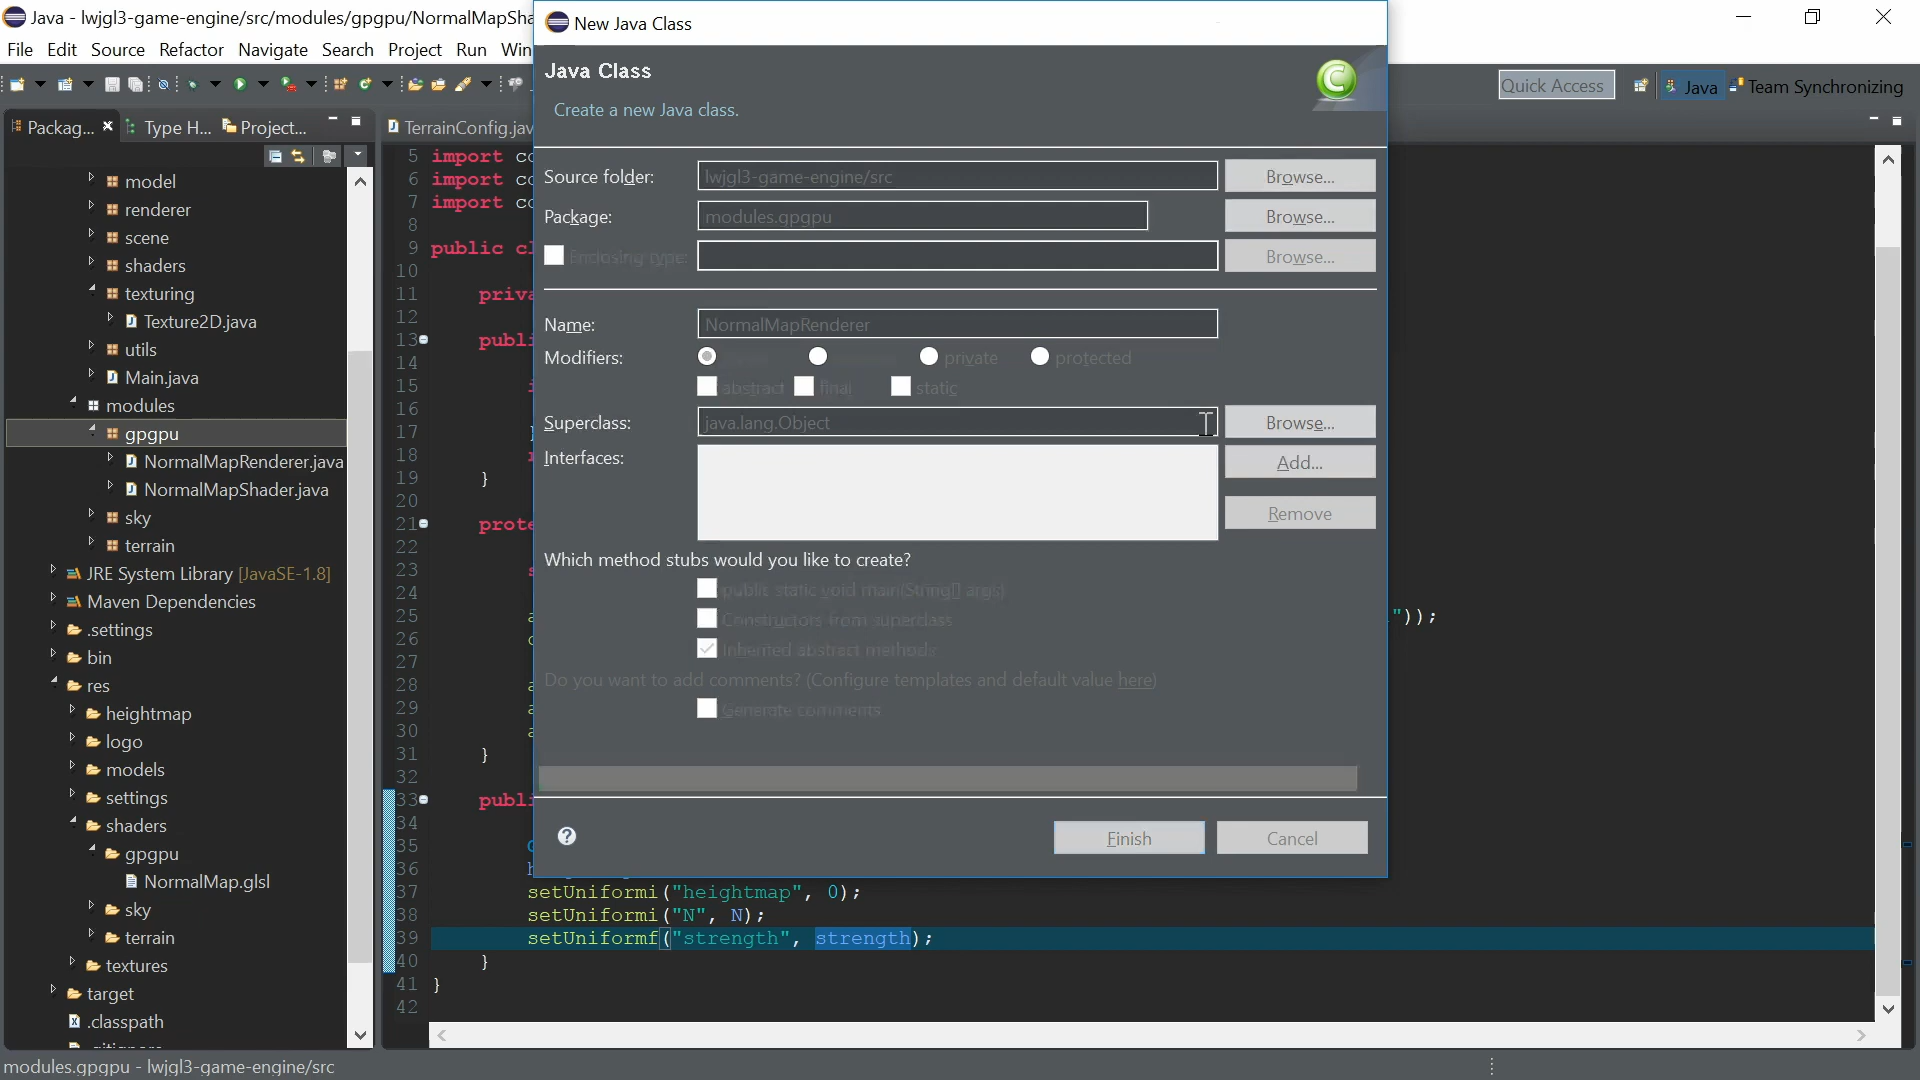 Java - lwjgl3-game-engine/src/modules/gpgpu/NormalMapSha
File Edit Source Refactor Navigate Search Project Run Win
Quick Access
Java
Team Synchronizing
Packag...
Type H...
Project...
model
renderer
scene
shaders
texturing
Texture2D.java
utils
Main.java
modules
gpgpu
NormalMapRenderer.java
NormalMapShader.java
sky
terrain
JRE System Library [JavaSE-1.8]
Maven Dependencies
.settings
bin
res
heightmap
logo
models
settings
shaders
gpgpu
NormalMap.glsl
sky
terrain
textures
target
.classpath
TerrainConfig.jav
5 import co
6 import co
7 import co
8
9 public cl
10
11 priva
12
13 publi
14
15
16
17
18
19 }
20
21 prote
22
23
24
25 "));
26
27
28
29
30
31 }
32
33 publi
34
35
36
37 setUniformi("heightmap", 0);
38 setUniformi("N", N);
39 setUniformf("strength", strength);
40 }
41 }
42
New Java Class
Java Class
Create a new Java class.
Source folder: lwjgl3-game-engine/src Browse...
Package: modules.gpgpu Browse...
Enclosing type: Browse...
Name: NormalMapRenderer
Modifiers: private protected
abstract final static
Superclass: java.lang.Object Browse...
Interfaces: Add...
Remove
Which method stubs would you like to create?
public static void main(String[] args)
Constructors from superclass
Inherited abstract methods
Do you want to add comments? (Configure templates and default value here)
Generate comments
Finish Cancel
modules.gpgpu - lwjgl3-game-engine/src